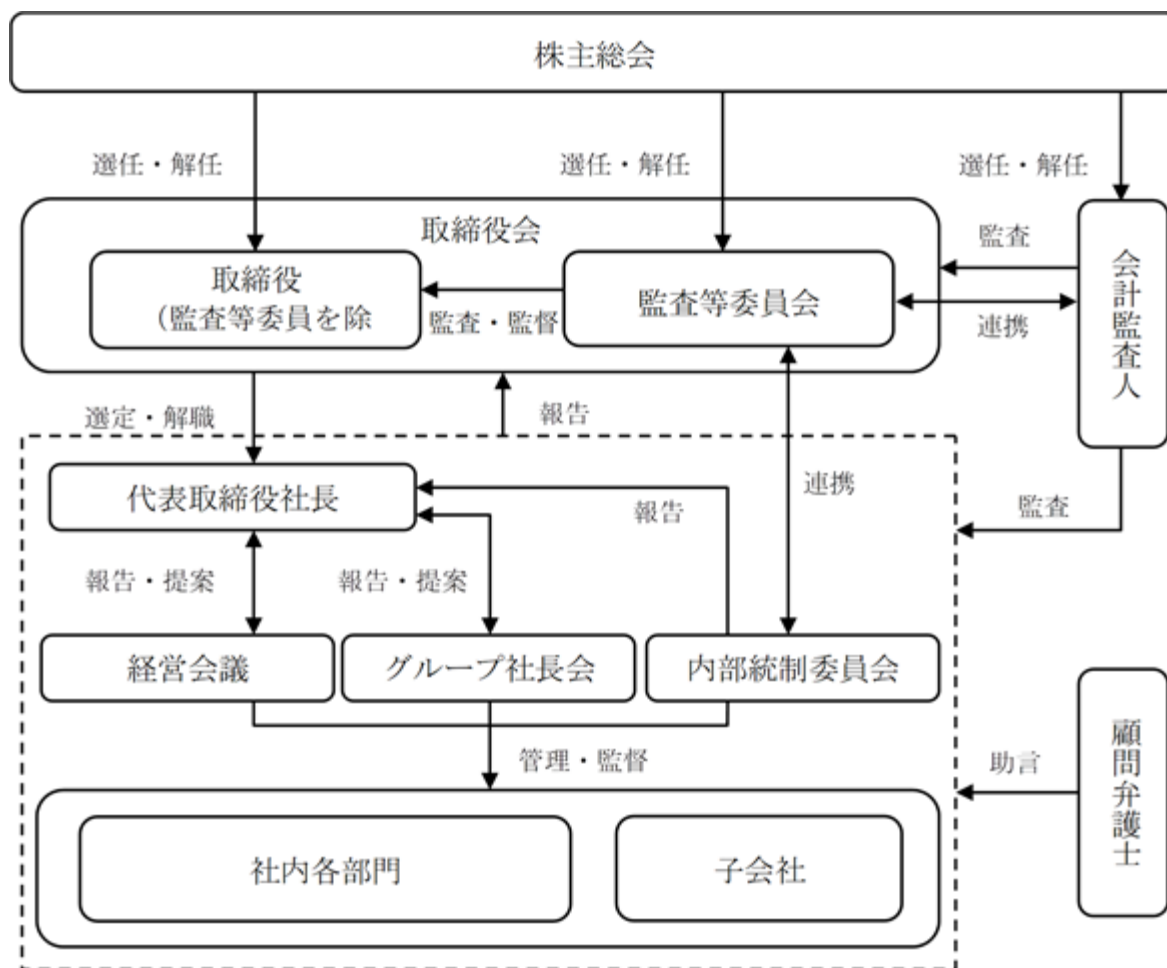 株主総会
選任・解任
選任・解任
選任・解任
取締役会
取締役
(監査等委員を除
監査・監督
監査等委員会
監査
連携
会計監査人
選定・解職
報告
代表取締役社長
報告
連携
監査
報告・提案
報告・提案
経営会議
グループ社長会
内部統制委員会
管理・監督
助言
顧問弁護士
社内各部門
子会社